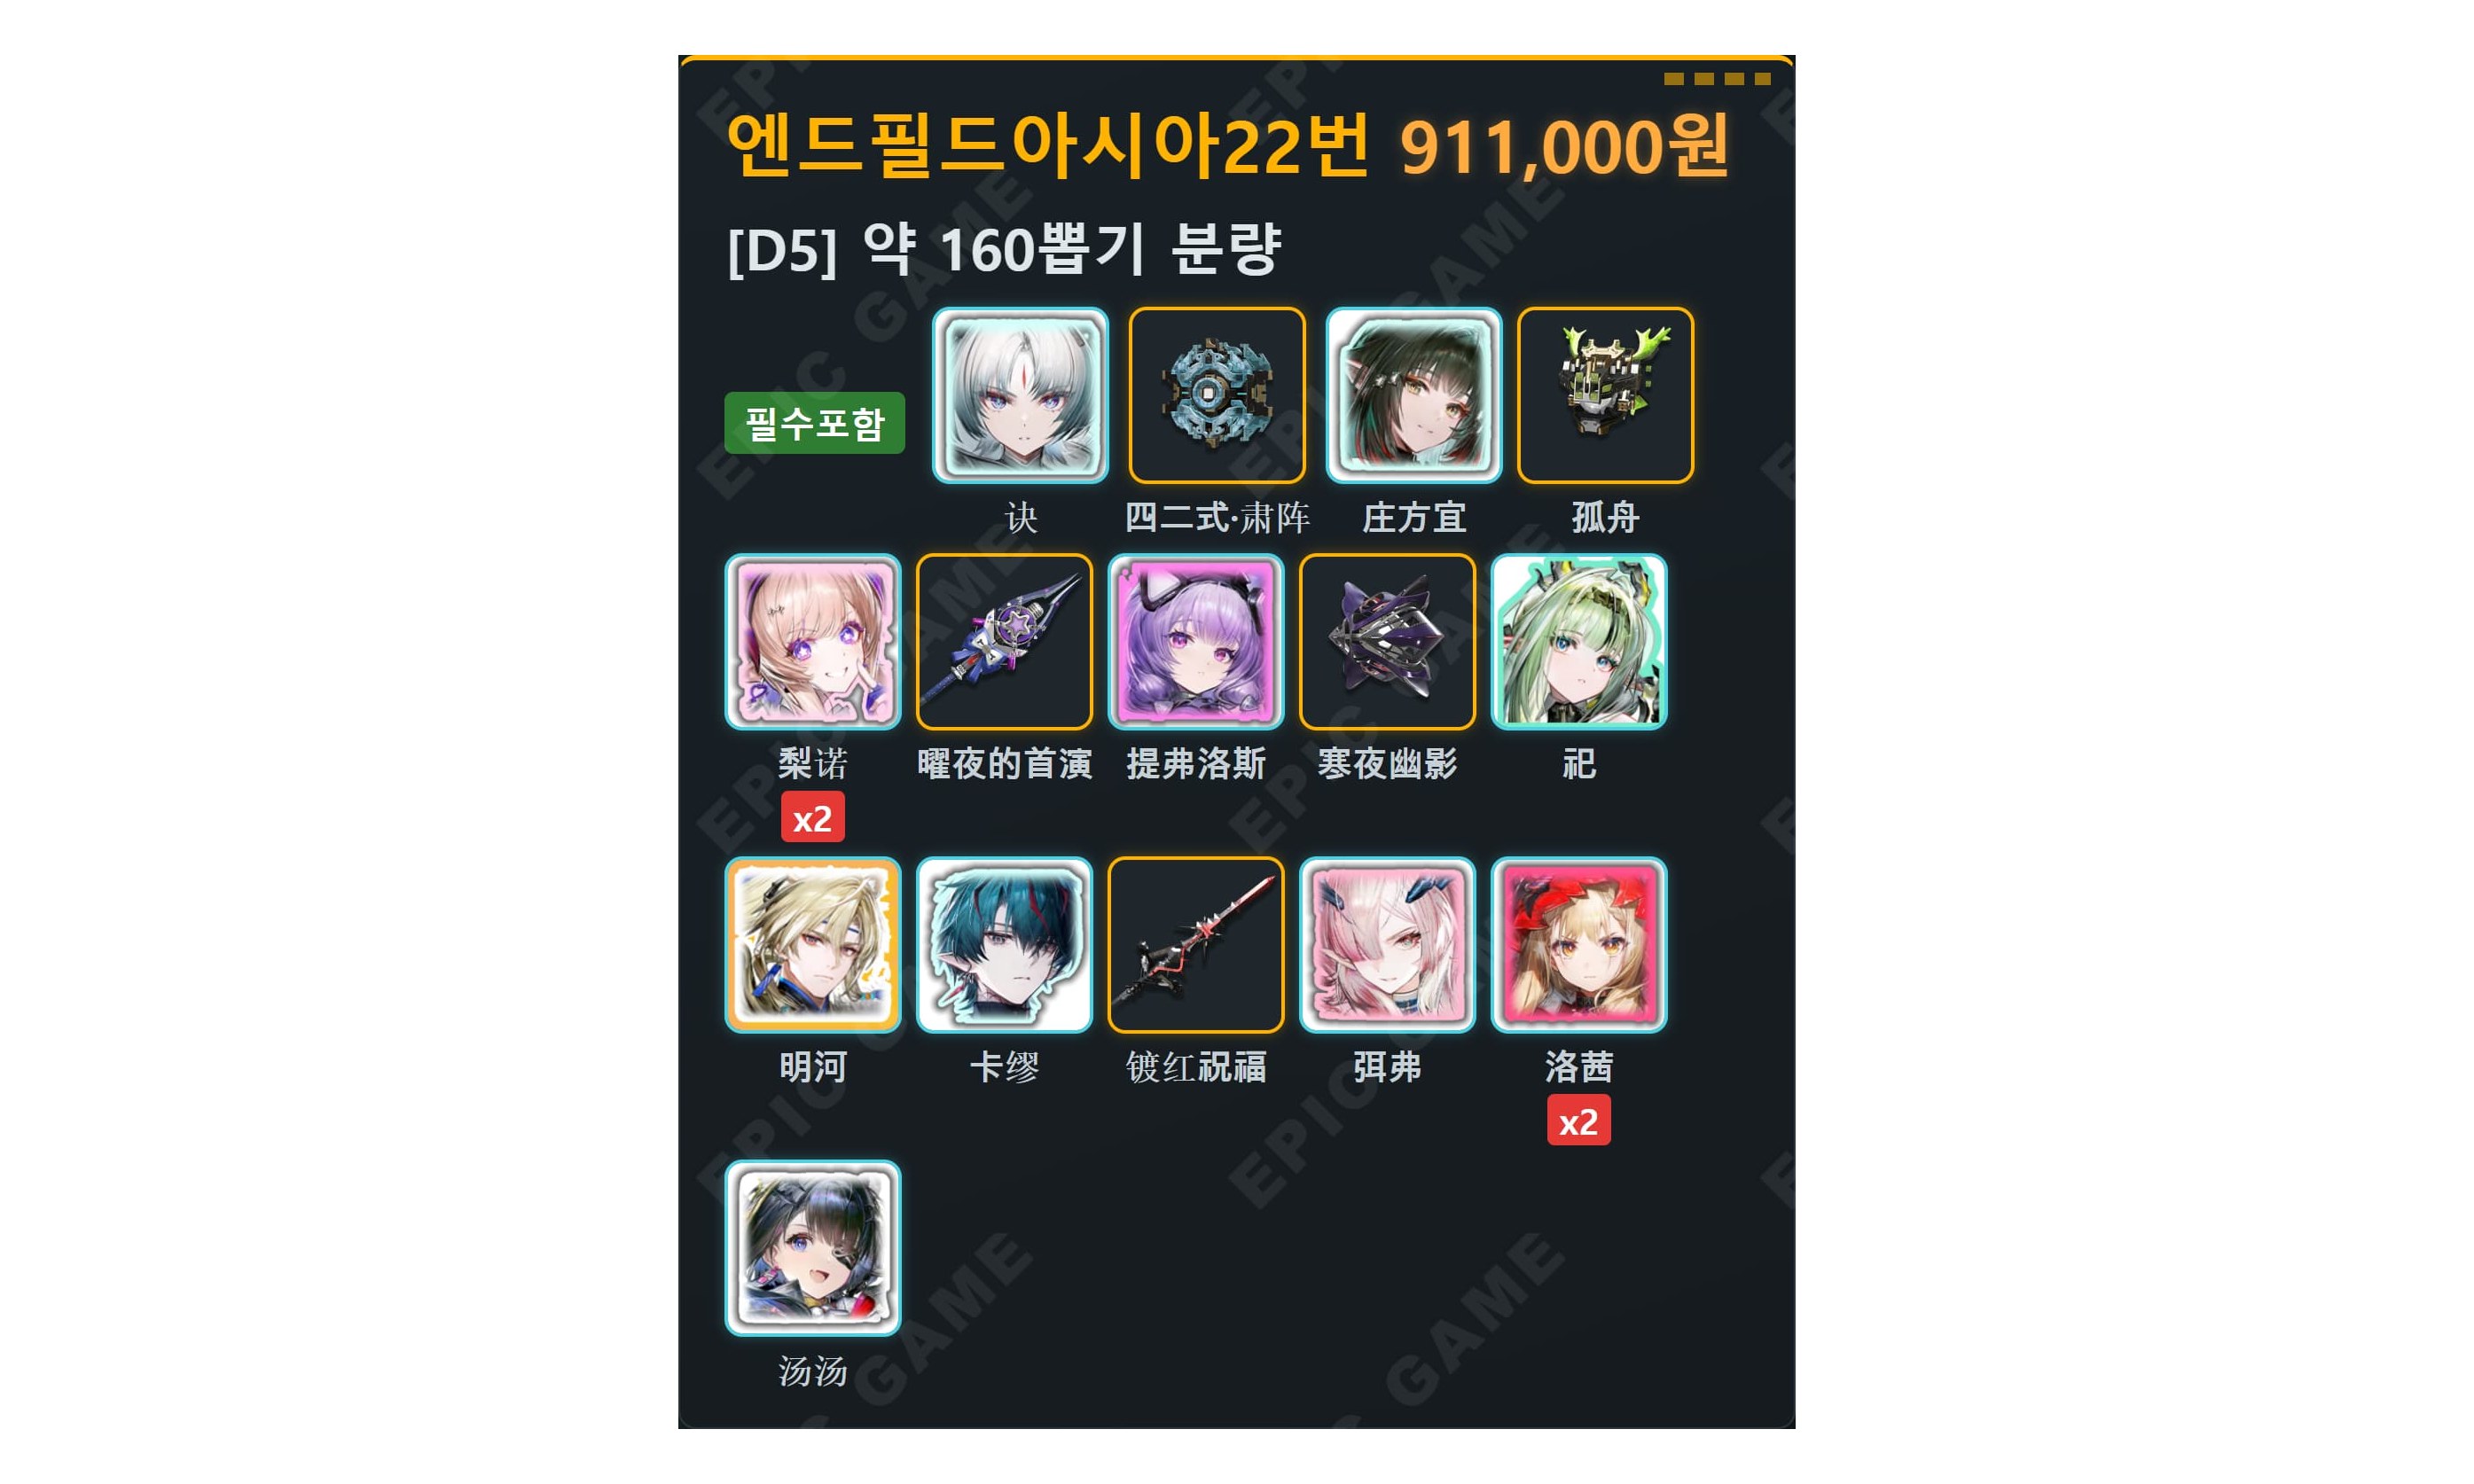 엔드필드아시아22번 911,000원
[D5] 약 160뽑기 분량
필수포함
诀 四二式·肃阵 庄方宜 孤舟
梨诺 曜夜的首演 提弗洛斯 寒夜幽影 祀
x2
明河 卡缪 镀红祝福 弭弗 洛茜
x2
汤汤
EPIC GAME